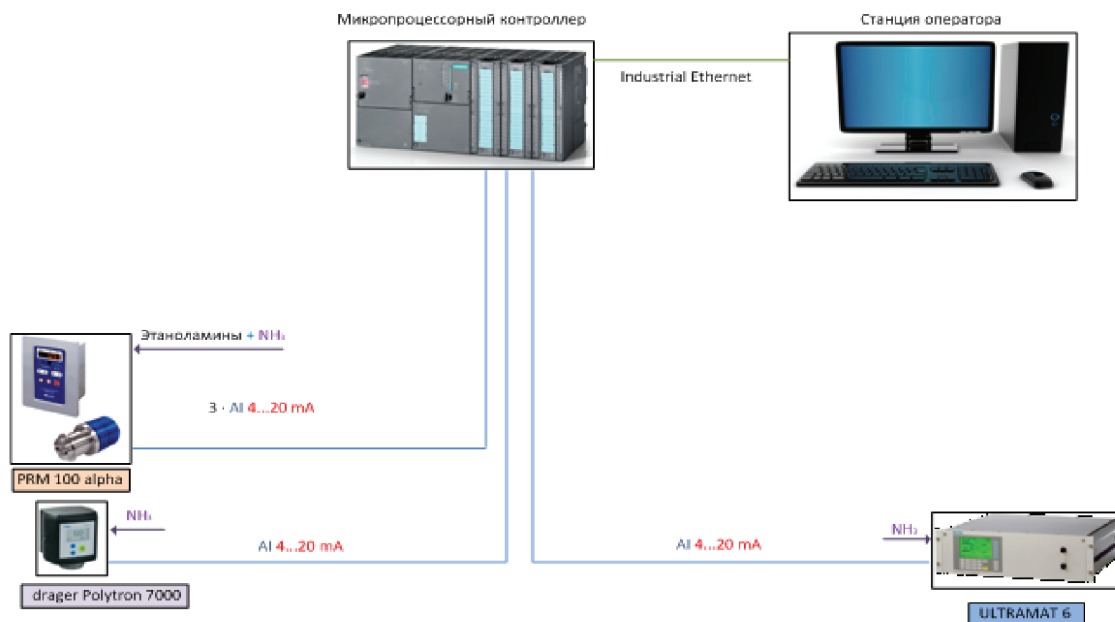 Микропроцессорный контроллер
Станция оператора
Industrial Ethernet
Этаноламины + NH₃
3 · AI 4...20 mA
PRM 100 alpha
NH₃
AI 4...20 mA
drager Polytron 7000
AI 4...20 mA
NH₃
ULTRAMAT 6